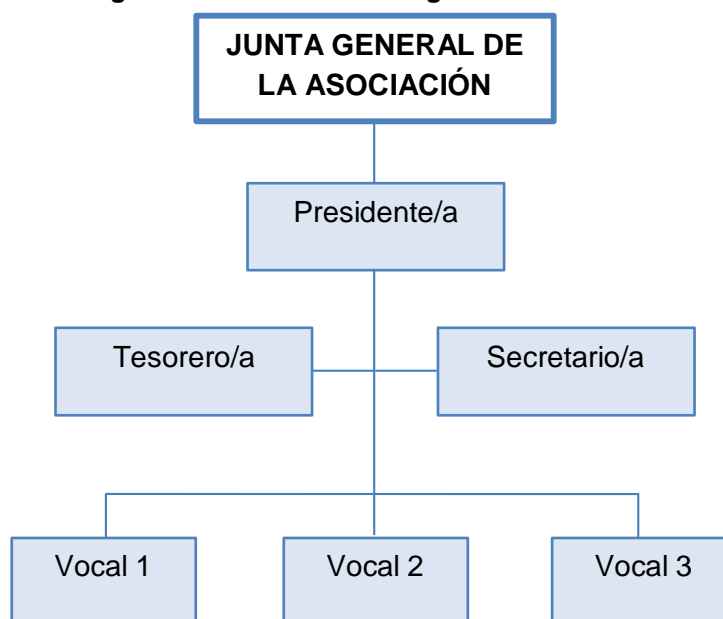 JUNTA GENERAL DE
LA ASOCIACIÓN
Presidente/a
Tesorero/a
Secretario/a
Vocal 1
Vocal 2
Vocal 3